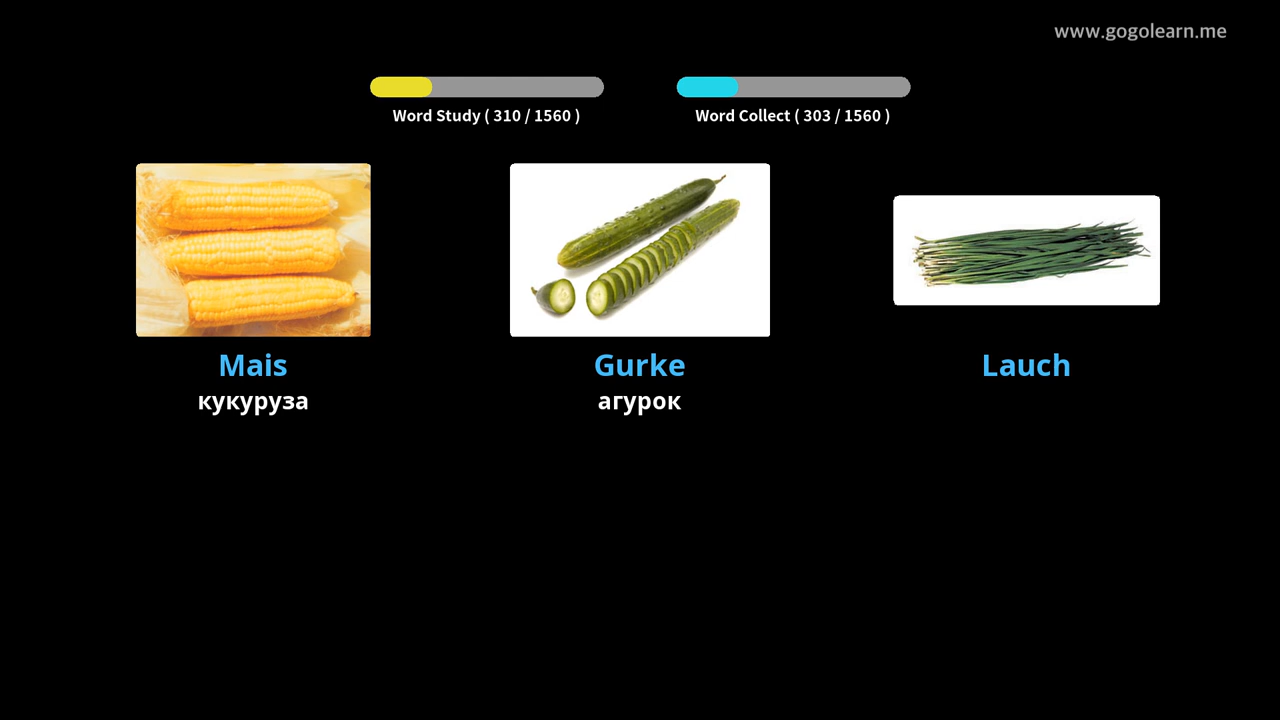 www.gogolearn.me
Word Study ( 310 / 1560 )
Word Collect ( 303 / 1560 )
Mais
кукуруза
Gurke
агурок
Lauch